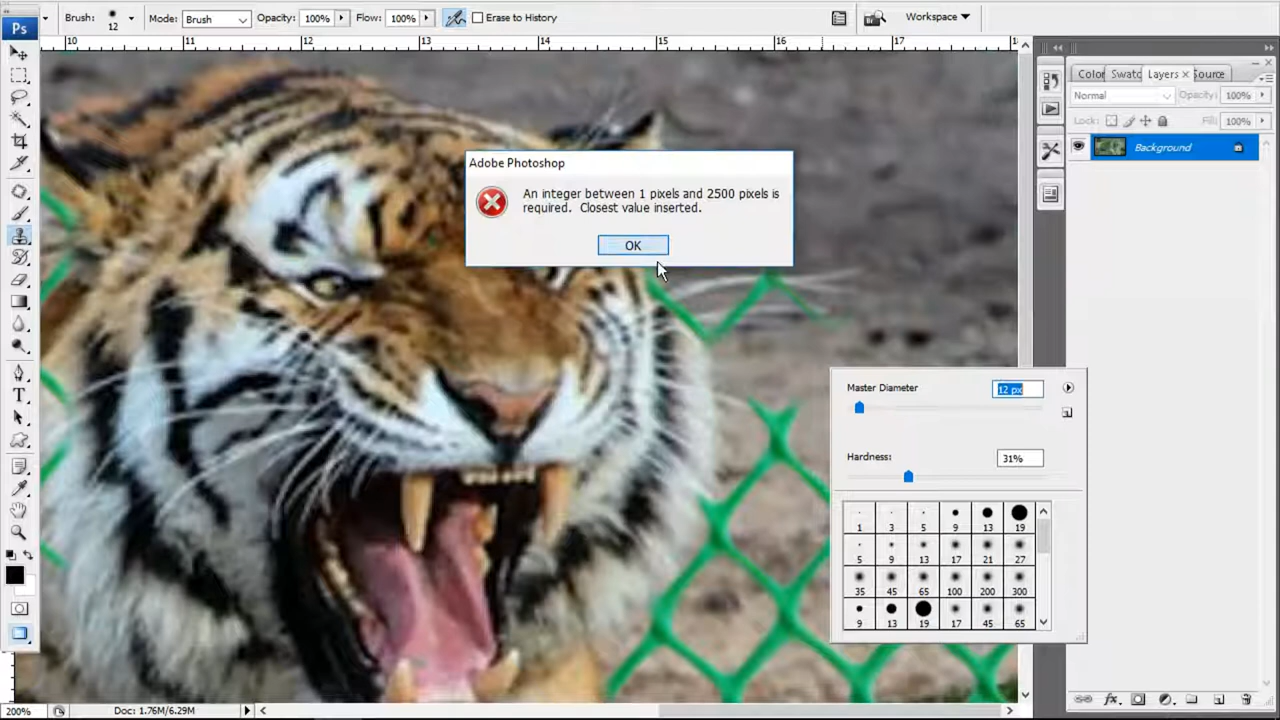 Ps
Brush:
12
Mode: Brush
Opacity: 100%
Flow: 100%
Erase to History
Workspace
10 11 12 13 14 15 16 17
Color Swatc Layers × Source
Normal
Opacity: 100%
Lock:
Fill: 100%
Background
Adobe Photoshop
An integer between 1 pixels and 2500 pixels is
required. Closest value inserted.
OK
Master Diameter
12 px
Hardness:
31%
1 3 5 9 13 19
5 9 13 17 21 27
35 45 65 100 200 300
9 13 19 17 45 65
T
fx
200%
Doc: 1.76M/6.29M